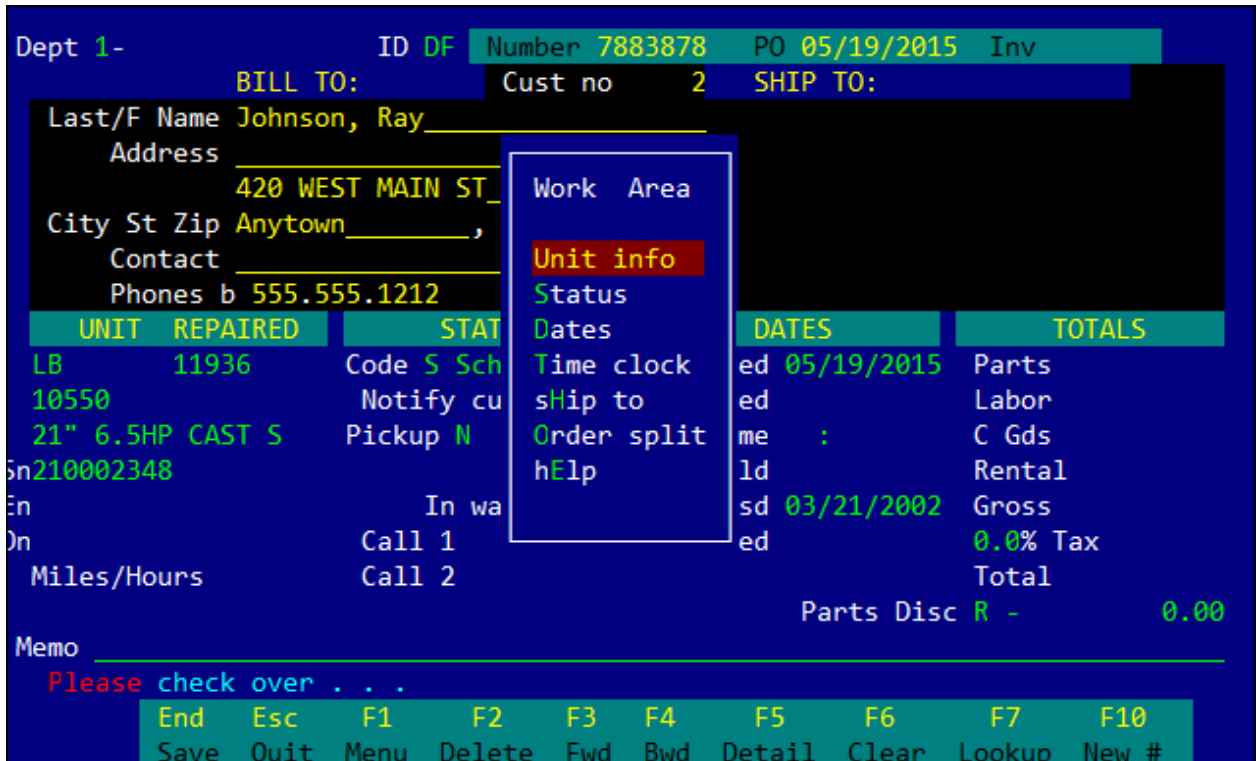 Dept 1- ID DF Number 7883878 PO 05/19/2015 Inv
BILL TO: Cust no 2 SHIP TO:
Last/F Name Johnson, Ray
Address
420 WEST MAIN ST
City St Zip Anytown ,
Contact
Phones b 555.555.1212
Work Area
Unit info
Status
Dates
Time clock
sHip to
Order split
hElp
UNIT REPAIRED STAT DATES TOTALS
LB 11936 Code S Sch ed 05/19/2015 Parts
10550 Notify cu ed Labor
21" 6.5HP CAST S Pickup N me : C Gds
Sn210002348 ld Rental
En In wa sd 03/21/2002 Gross
On Call 1 ed 0.0% Tax
Miles/Hours Call 2 Total
Parts Disc R - 0.00
Memo
Please check over . . .
End Esc F1 F2 F3 F4 F5 F6 F7 F10
Save Quit Menu Delete Fwd Bwd Detail Clear Lookup New #